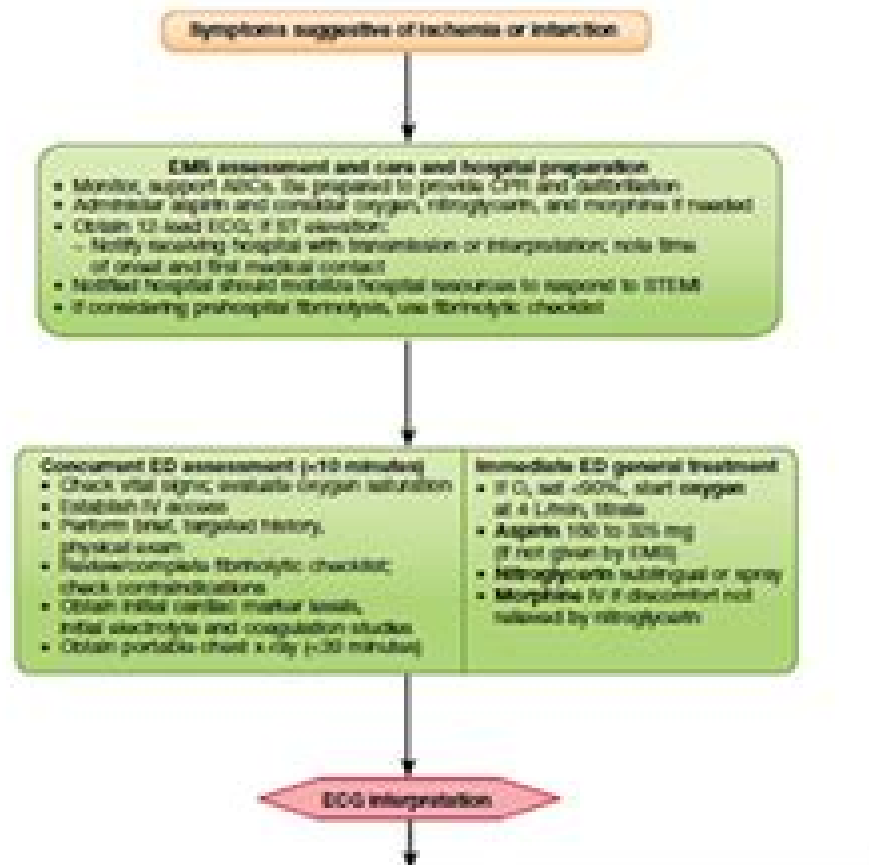 Symptoms suggestive of ischemia or infarction
EMS assessment and care and hospital preparation
• Monitor, support ABCs. Be prepared to provide CPR and defibrillation
• Administer aspirin and consider oxygen, nitroglycerin, and morphine if needed
• Obtain 12-lead ECG; if ST elevation:
– Notify receiving hospital with transmission or interpretation; note time
of onset and first medical contact
• Notified hospital should mobilize hospital resources to respond to STEMI
• If considering prehospital fibrinolysis, use fibrinolytic checklist
Concurrent ED assessment (<10 minutes)
• Check vital signs; evaluate oxygen saturation
• Establish IV access
• Perform brief, targeted history,
physical exam
• Review/complete fibrinolytic checklist;
check contraindications
• Obtain initial cardiac marker levels,
initial electrolyte and coagulation studies
• Obtain portable chest x-ray (<30 minutes)
Immediate ED general treatment
• If O₂ sat <90%, start oxygen
at 4 L/min, titrate
• Aspirin 160 to 325 mg
(if not given by EMS)
• Nitroglycerin sublingual or spray
• Morphine IV if discomfort not
relieved by nitroglycerin
ECG interpretation